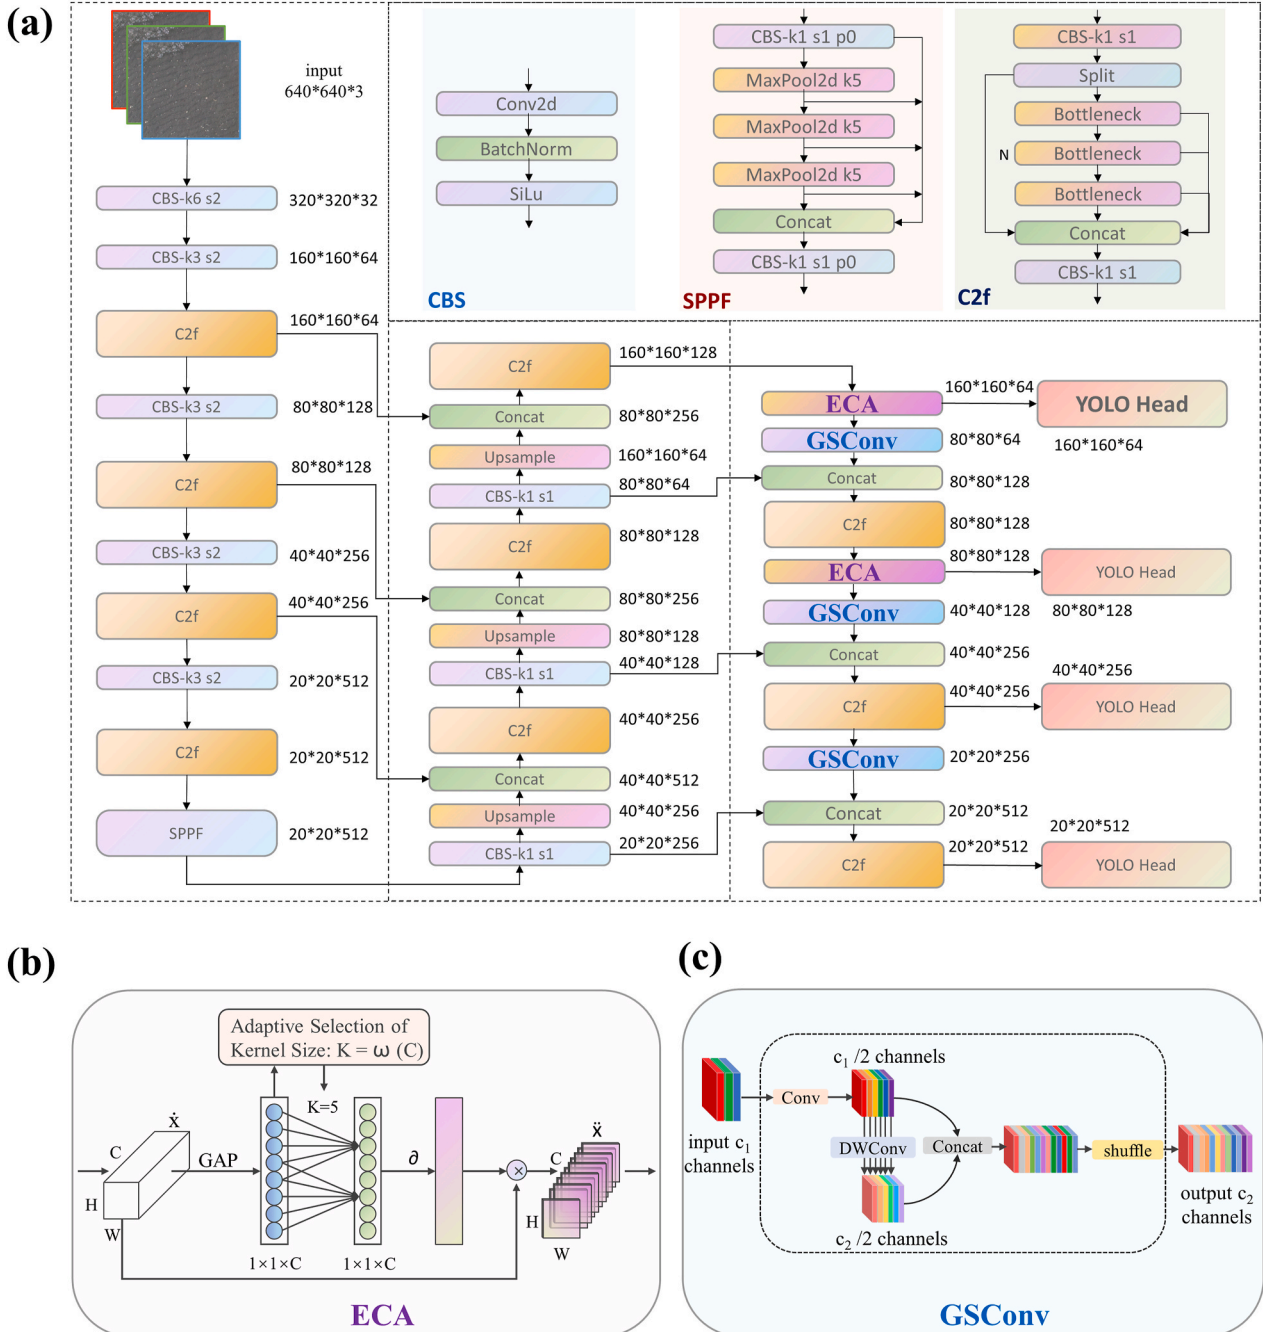 (a)
input
640*640*3
CBS-k6 s2
320*320*32
CBS-k3 s2
160*160*64
C2f
160*160*64
CBS-k3 s2
80*80*128
C2f
80*80*128
CBS-k3 s2
40*40*256
C2f
40*40*256
CBS-k3 s2
20*20*512
C2f
20*20*512
SPPF
20*20*512
Conv2d
BatchNorm
SiLu
CBS
CBS-k1 s1 p0
MaxPool2d k5
MaxPool2d k5
MaxPool2d k5
Concat
CBS-k1 s1 p0
SPPF
CBS-k1 s1
Split
Bottleneck
N
Bottleneck
Bottleneck
Concat
CBS-k1 s1
C2f
C2f
160*160*128
Concat
80*80*256
Upsample
160*160*64
CBS-k1 s1
80*80*64
C2f
80*80*128
Concat
80*80*256
Upsample
80*80*128
CBS-k1 s1
40*40*128
C2f
40*40*256
Concat
40*40*512
Upsample
40*40*256
CBS-k1 s1
20*20*256
ECA
160*160*64
YOLO Head
160*160*64
GSConv
80*80*64
Concat
80*80*128
C2f
80*80*128
ECA
80*80*128
YOLO Head
80*80*128
GSConv
40*40*128
Concat
40*40*256
C2f
40*40*256
40*40*256
YOLO Head
GSConv
20*20*256
Concat
20*20*512
C2f
20*20*512
20*20*512
YOLO Head
(b)
Adaptive Selection of
Kernel Size: K = ω (C)
K=5
Ẋ
C
H
W
GAP
1×1×C
1×1×C
∂
×
Ẍ
C
H
W
ECA
(c)
input c₁
channels
Conv
c₁ /2 channels
DWConv
c₂ /2 channels
Concat
shuffle
output c₂
channels
GSConv